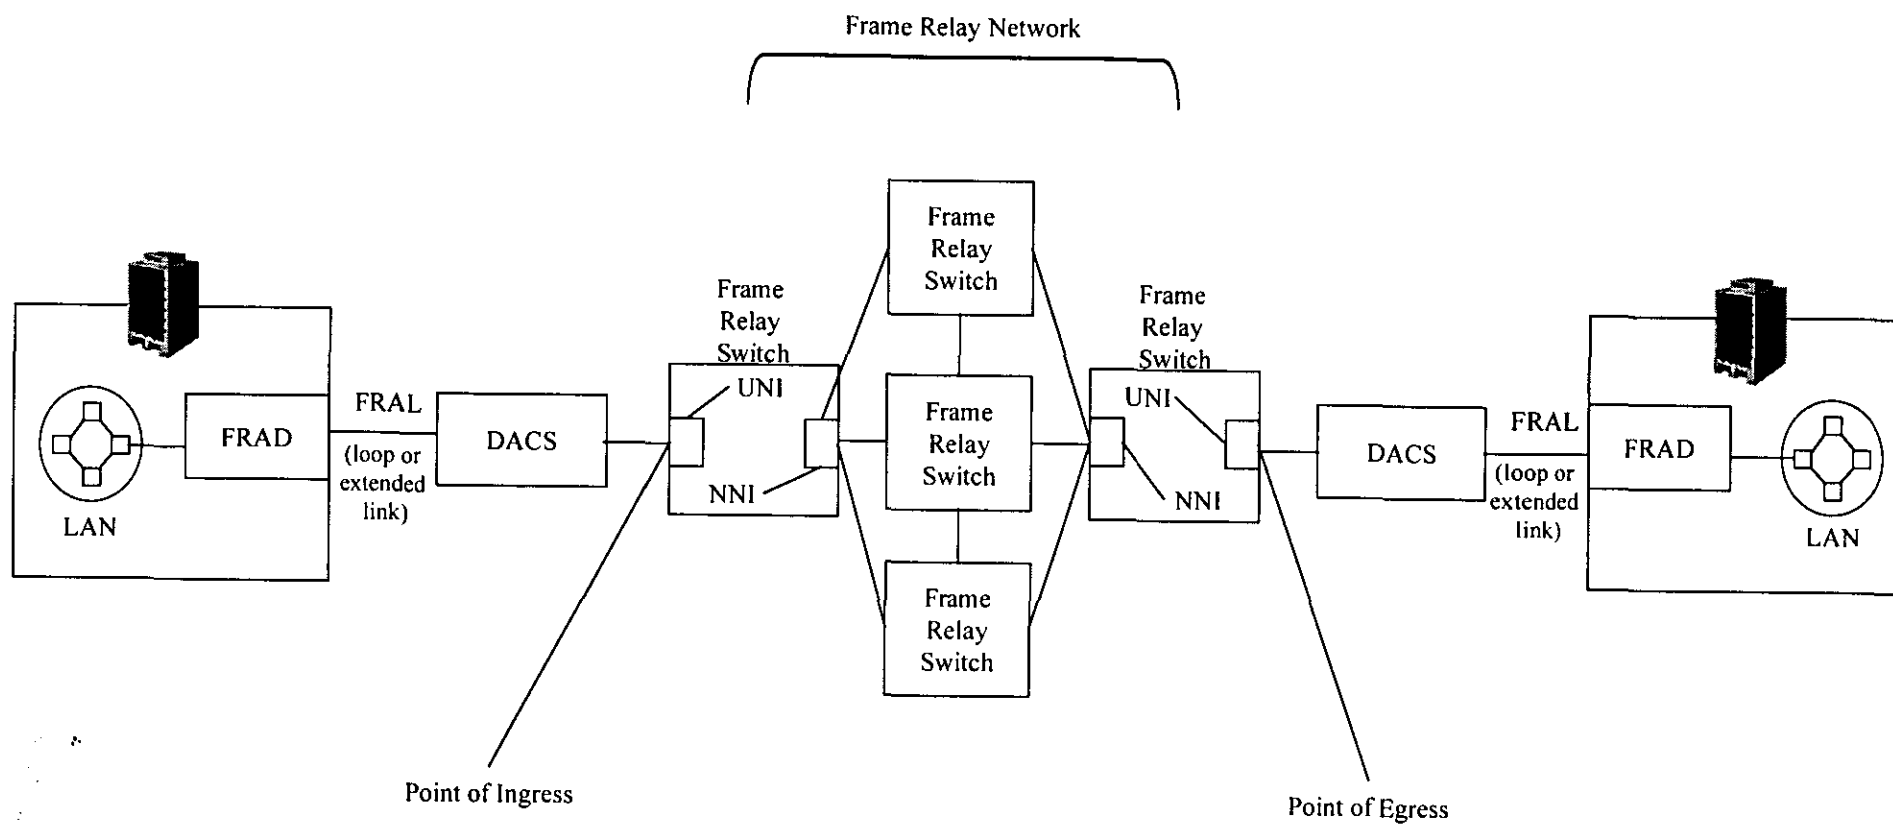 Frame Relay Network
Frame
Relay
Switch
Frame
Relay
Switch
Frame
Relay
Switch
UNI
UNI
FRAL
FRAD
(loop or
extended
link)
LAN
DACS
NNI
Frame
Relay
Switch
NNI
DACS
FRAL
(loop or
extended
link)
FRAD
LAN
Frame
Relay
Switch
Point of Ingress
Point of Egress